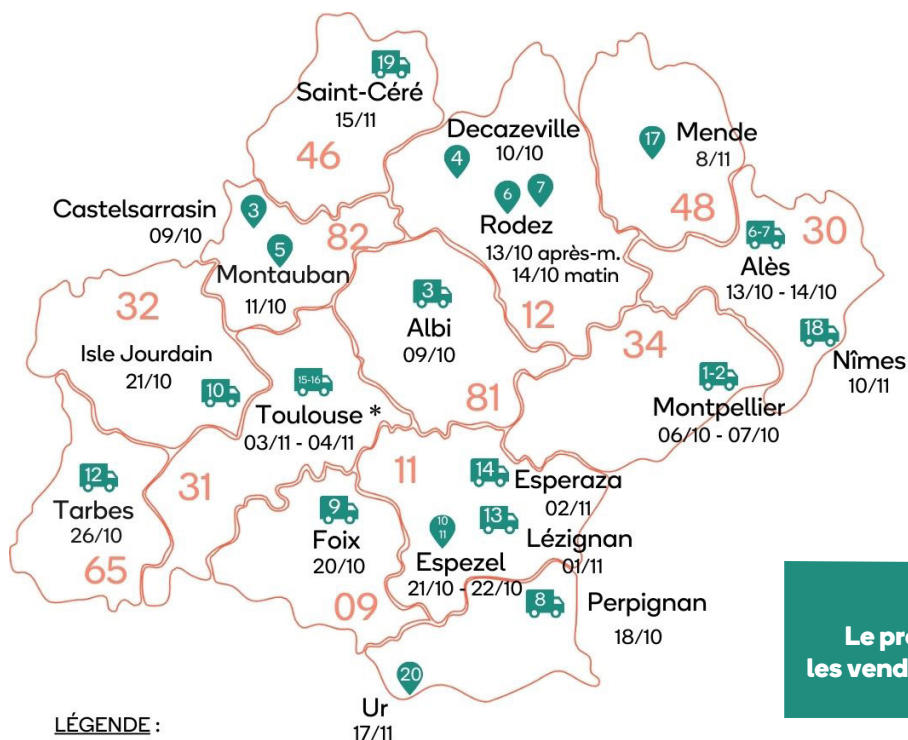 19
Saint-Céré
15/11
46
Decazeville
10/10
4
17
Mende
8/11
48
6
7
Rodez
13/10 après-m.
14/10 matin
12
Castelsarrasin
09/10
3
82
5
Montauban
11/10
6-7
30
Alès
13/10 - 14/10
18
Nîmes
10/11
32
Isle Jourdain
21/10
10
3
Albi
09/10
81
34
1-2
Montpellier
06/10 - 07/10
15-16
Toulouse *
03/11 - 04/11
31
12
Tarbes
26/10
65
11
14
Esperaza
02/11
13
Lézignan
01/11
9
Foix
20/10
09
10
11
Espezel
21/10 - 22/10
8
Perpignan
18/10
20
Ur
17/11
Le pr
les vend
LÉGENDE :